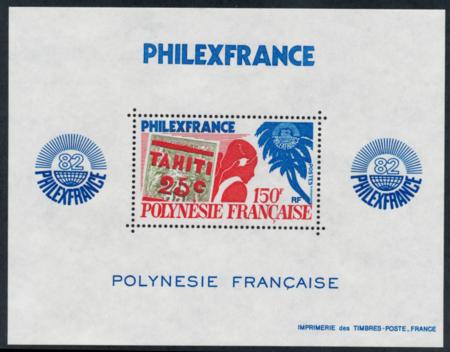 PHILEXFRANCE
PHILEXFRANCE
TAHITI
25c
150F
POSTES
RF
POLYNESIE FRANÇAISE
82
PHILEXFRANCE
82
PHILEXFRANCE
POLYNESIE FRANÇAISE
IMPRIMERIE des TIMBRES-POSTE, FRANCE